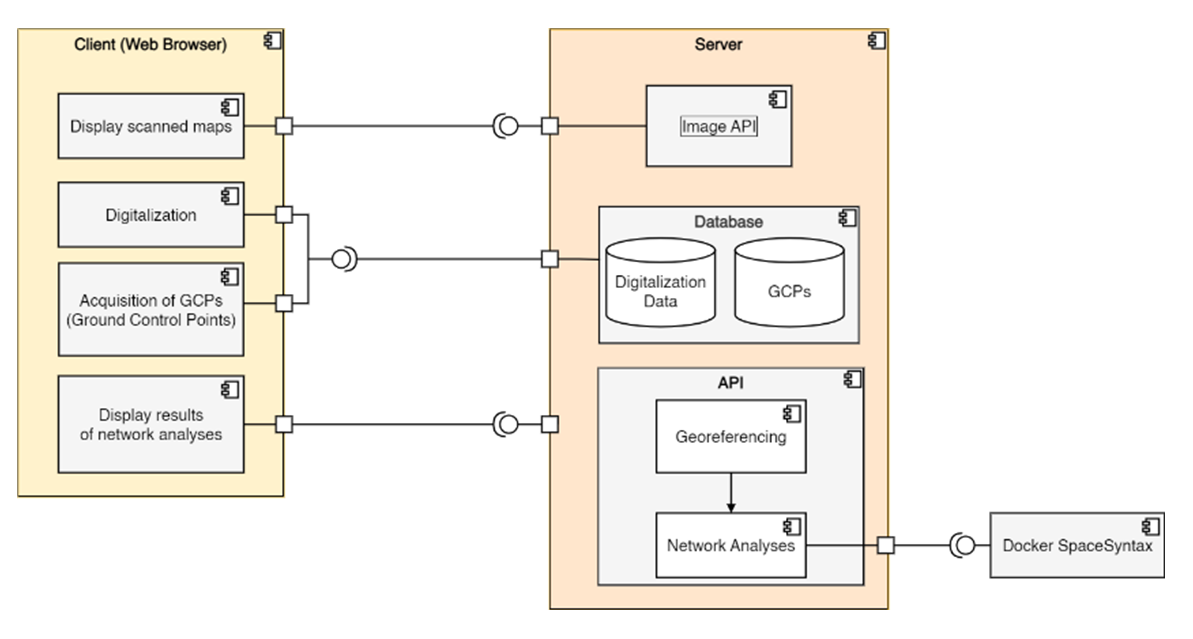 Client (Web Browser)
Display scanned maps
Digitalization
Acquisition of GCPs
(Ground Control Points)
Display results
of network analyses
Server
Image API
Database
Digitalization
Data
GCPs
API
Georeferencing
Network Analyses
Docker SpaceSyntax